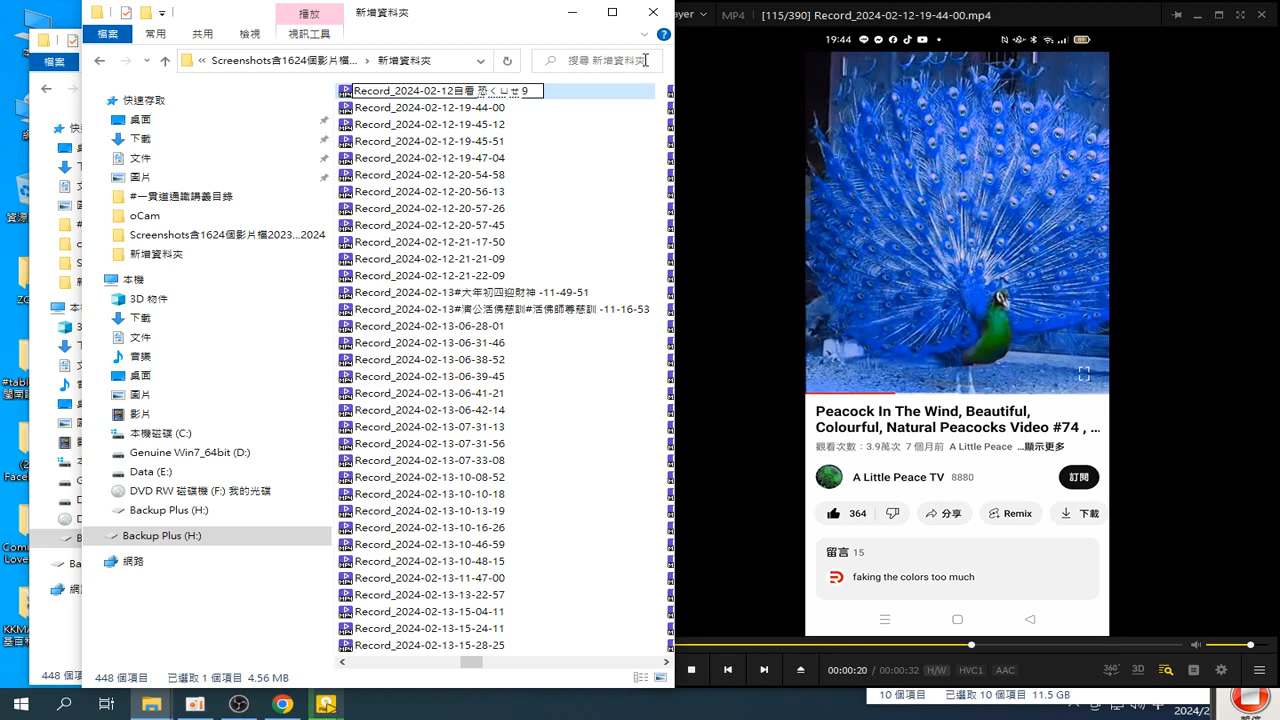 播放
新增資料夾
檔案
常用
共用
檢視
視訊工具
檔案
Screenshots含1624個影片檔... › 新增資料夾
搜尋 新增資料夾
快速存取
桌面
下載
文件
圖片
#一貫道通識講義目錄
oCam
Screenshots含1624個影片檔2023...2024
新增資料夾
本機
3D 物件
下載
文件
音樂
桌面
圖片
影片
本機磁碟 (C:)
Genuine Win7_64bit (D:)
Data (E:)
DVD RW 磁碟機 (F:) 我的光碟
Backup Plus (H:)
Backup Plus (H:)
網路
Record_2024-02-12-19-44-00
Record_2024-02-12-19-45-12
Record_2024-02-12-19-45-51
Record_2024-02-12-19-47-04
Record_2024-02-12-20-54-58
Record_2024-02-12-20-56-13
Record_2024-02-12-20-57-26
Record_2024-02-12-20-57-45
Record_2024-02-12-21-17-50
Record_2024-02-12-21-21-09
Record_2024-02-12-21-22-09
Record_2024-02-13#大年初四迎財神 -11-49-51
Record_2024-02-13#濟公活佛慈訓#活佛師尊慈訓 -11-16-53
Record_2024-02-13-06-28-01
Record_2024-02-13-06-31-46
Record_2024-02-13-06-38-52
Record_2024-02-13-06-39-45
Record_2024-02-13-06-41-21
Record_2024-02-13-06-42-14
Record_2024-02-13-07-31-13
Record_2024-02-13-07-31-56
Record_2024-02-13-07-33-08
Record_2024-02-13-10-08-52
Record_2024-02-13-10-10-18
Record_2024-02-13-10-13-19
Record_2024-02-13-10-16-26
Record_2024-02-13-10-46-59
Record_2024-02-13-10-48-15
Record_2024-02-13-11-47-00
Record_2024-02-13-13-22-57
Record_2024-02-13-15-04-11
Record_2024-02-13-15-24-11
Record_2024-02-13-15-28-25
448 個項目
已選取 1 個項目 4.56 MB
MP4
[115/390] Record_2024-02-12-19-44-00.mp4
19:44
Peacock In The Wind, Beautiful,
Colourful, Natural Peacocks Video #74 , ...
觀看次數：3.9萬次 7 個月前 A Little Peace ...顯示更多
A Little Peace TV 8880
訂閱
364
分享
Remix
下載
留言 15
faking the colors too much
00:00:20 / 00:00:32
H/W
HVC1
AAC
360°
3D
10 個項目
已選取 10 個項目 11.5 GB